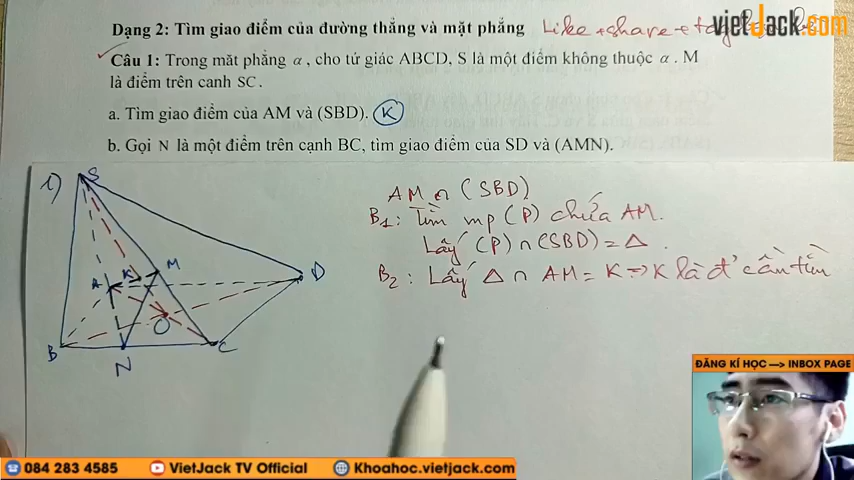 Dạng 2: Tìm giao điểm của đường thẳng và mặt phẳng Like + share + tag
vietJack.com
Câu 1: Trong măt phẳng α, cho tứ giác ABCD, S là một điểm không thuộc α. M
là điểm trên canh SC.
a. Tìm giao điểm của AM và (SBD). K
b. Gọi N là một điểm trên cạnh BC, tìm giao điểm của SD và (AMN).
1) S
AM ∩ (SBD)
B1: Tìm mp (P) chứa AM.
Lấy (P) ∩ (SBD) = Δ.
B2: Lấy Δ ∩ AM = K => K là đ' cần tìm
A K M D
O
B N C
ĐĂNG KÍ HỌC —> INBOX PAGE
084 283 4585 VietJack TV Official Khoahoc.vietjack.com